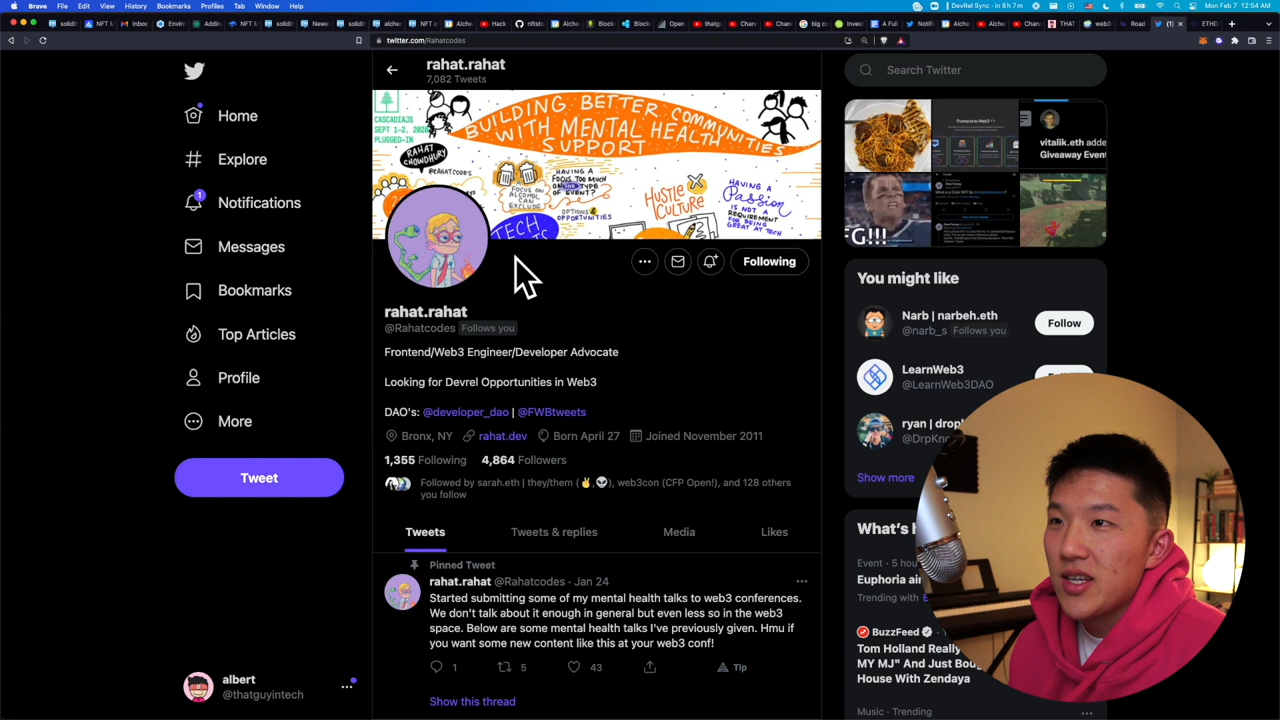 Brave File Edit View History Bookmarks Profiles Tab Window Help
DevRel Sync - in 8 h 7 m
Mon Feb 7 12:54 AM
twitter.com/Rahatcodes
rahat.rahat
7,082 Tweets
Search Twitter
Home
Explore
1
Notifications
Messages
Bookmarks
Top Articles
Profile
More
Tweet
albert
@thatguyintech
CASCADIAJS
PLUGGED-IN
BUILDING BETTER COMMUNITIES
WITH MENTAL HEALTH
SUPPORT
RAHAT
CHOWDHURY
@RAHATCODES
HAVING A
FOCUS TOO MUCH
TYPE
OF EVENT?
FOCUS ON
ALCOHOL CAN
EXCLUDE
OPTIONS &
OPPORTUNITIES
HUSTLE
CULTURE
HAVING A
Passion
IS NOT A
REQUIREMENT
FOR BEING
GREAT AT TECH
TECH
Following
rahat.rahat
@Rahatcodes Follows you
Frontend/Web3 Engineer/Developer Advocate
Looking for Devrel Opportunities in Web3
DAO's: @developer_dao | @FWBtweets
Bronx, NY rahat.dev Born April 27 Joined November 2011
1,355 Following 4,864 Followers
Followed by sarah.eth | they/them (✌️,👽), web3con (CFP Open!), and 128 others
you follow
Tweets Tweets & replies Media Likes
Pinned Tweet
rahat.rahat @Rahatcodes · Jan 24
Started submitting some of my mental health talks to web3 conferences.
We don't talk about it enough in general but even less so in the web3
space. Below are some mental health talks I've previously given. Hmu if
you want some new content like this at your web3 conf!
1 5 43 Tip
Show this thread
vitalik.eth adde
Giveaway Event
G!!!
You might like
Narb | narbeh.eth
@narb_s Follows you
Follow
LearnWeb3
@LearnWeb3DAO
ryan | drop
@DrpKno
Show more
What's h
Event · 5 hou
Euphoria air
Trending with
BuzzFeed
Tom Holland Really
MY MJ" And Just Bou
House With Zendaya
Music · Trending